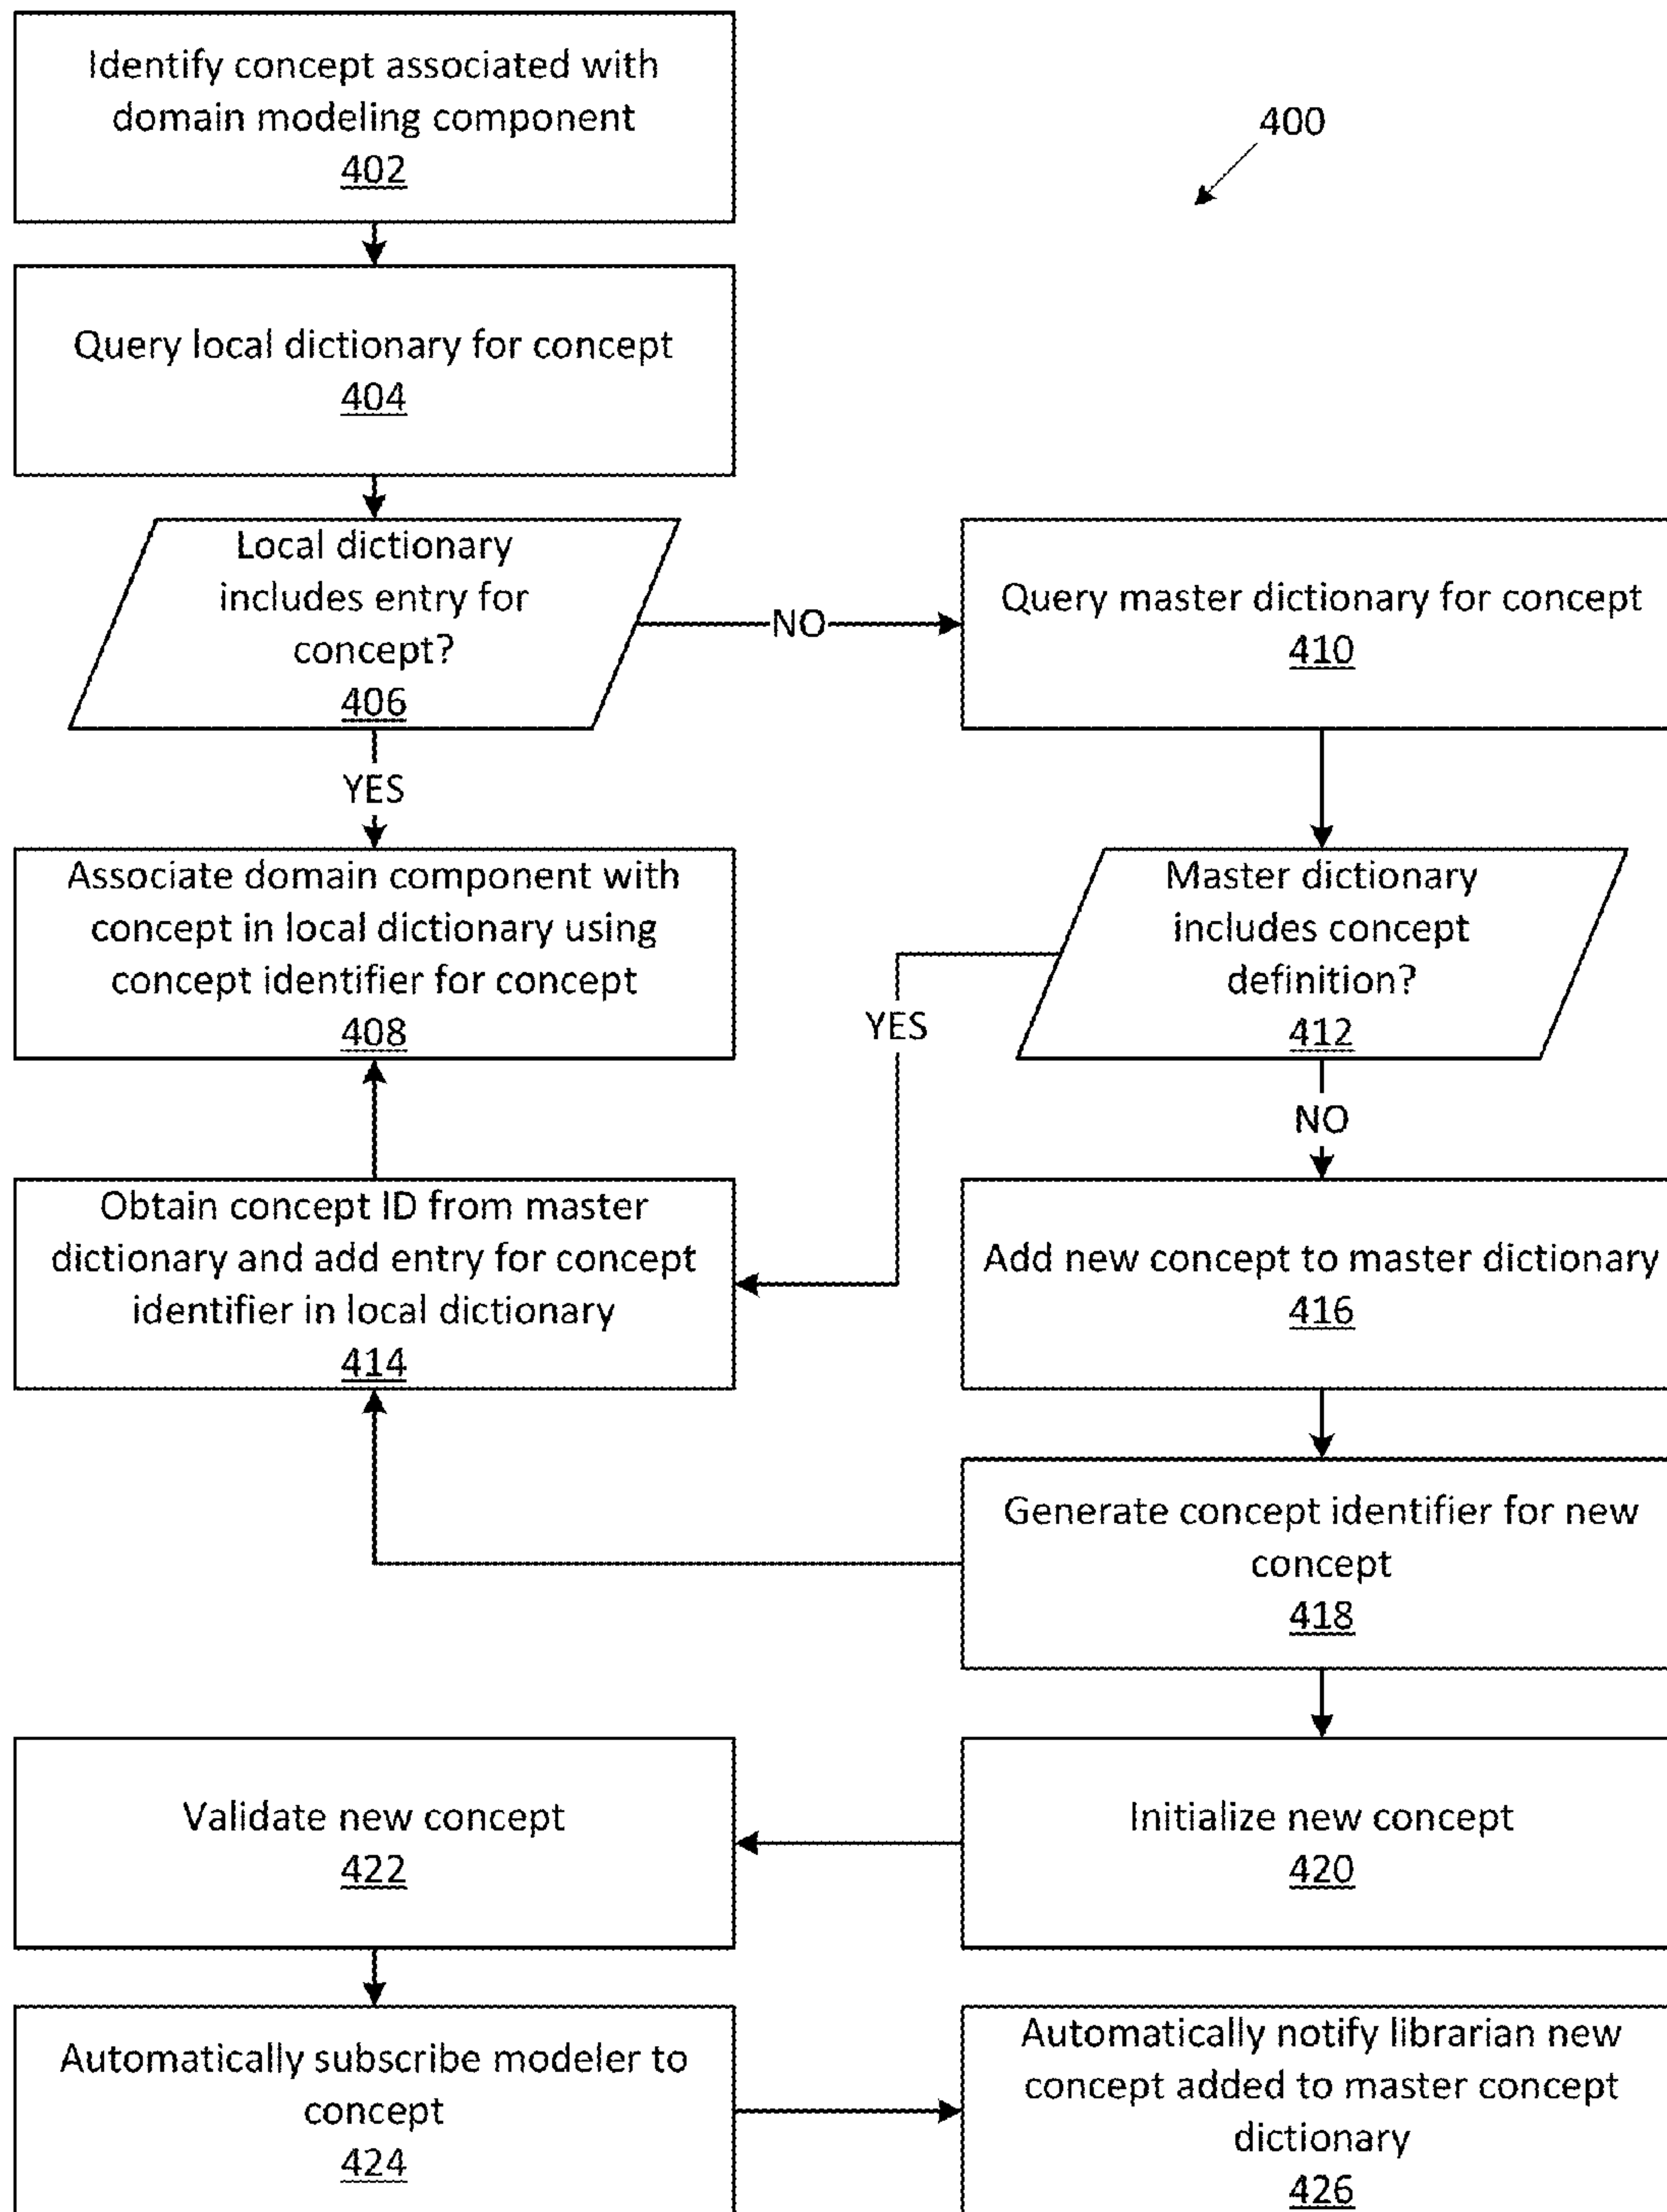 Identify concept associated with
domain modeling component
402
400
Query local dictionary for concept
404
Local dictionary
includes entry for
concept?
406
NO
Query master dictionary for concept
410
YES
Associate domain component with
concept in local dictionary using
concept identifier for concept
408
Master dictionary
includes concept
definition?
412
YES
NO
Obtain concept ID from master
dictionary and add entry for concept
identifier in local dictionary
414
Add new concept to master dictionary
416
Generate concept identifier for new
concept
418
Validate new concept
422
Initialize new concept
420
Automatically subscribe modeler to
concept
424
Automatically notify librarian new
concept added to master concept
dictionary
426